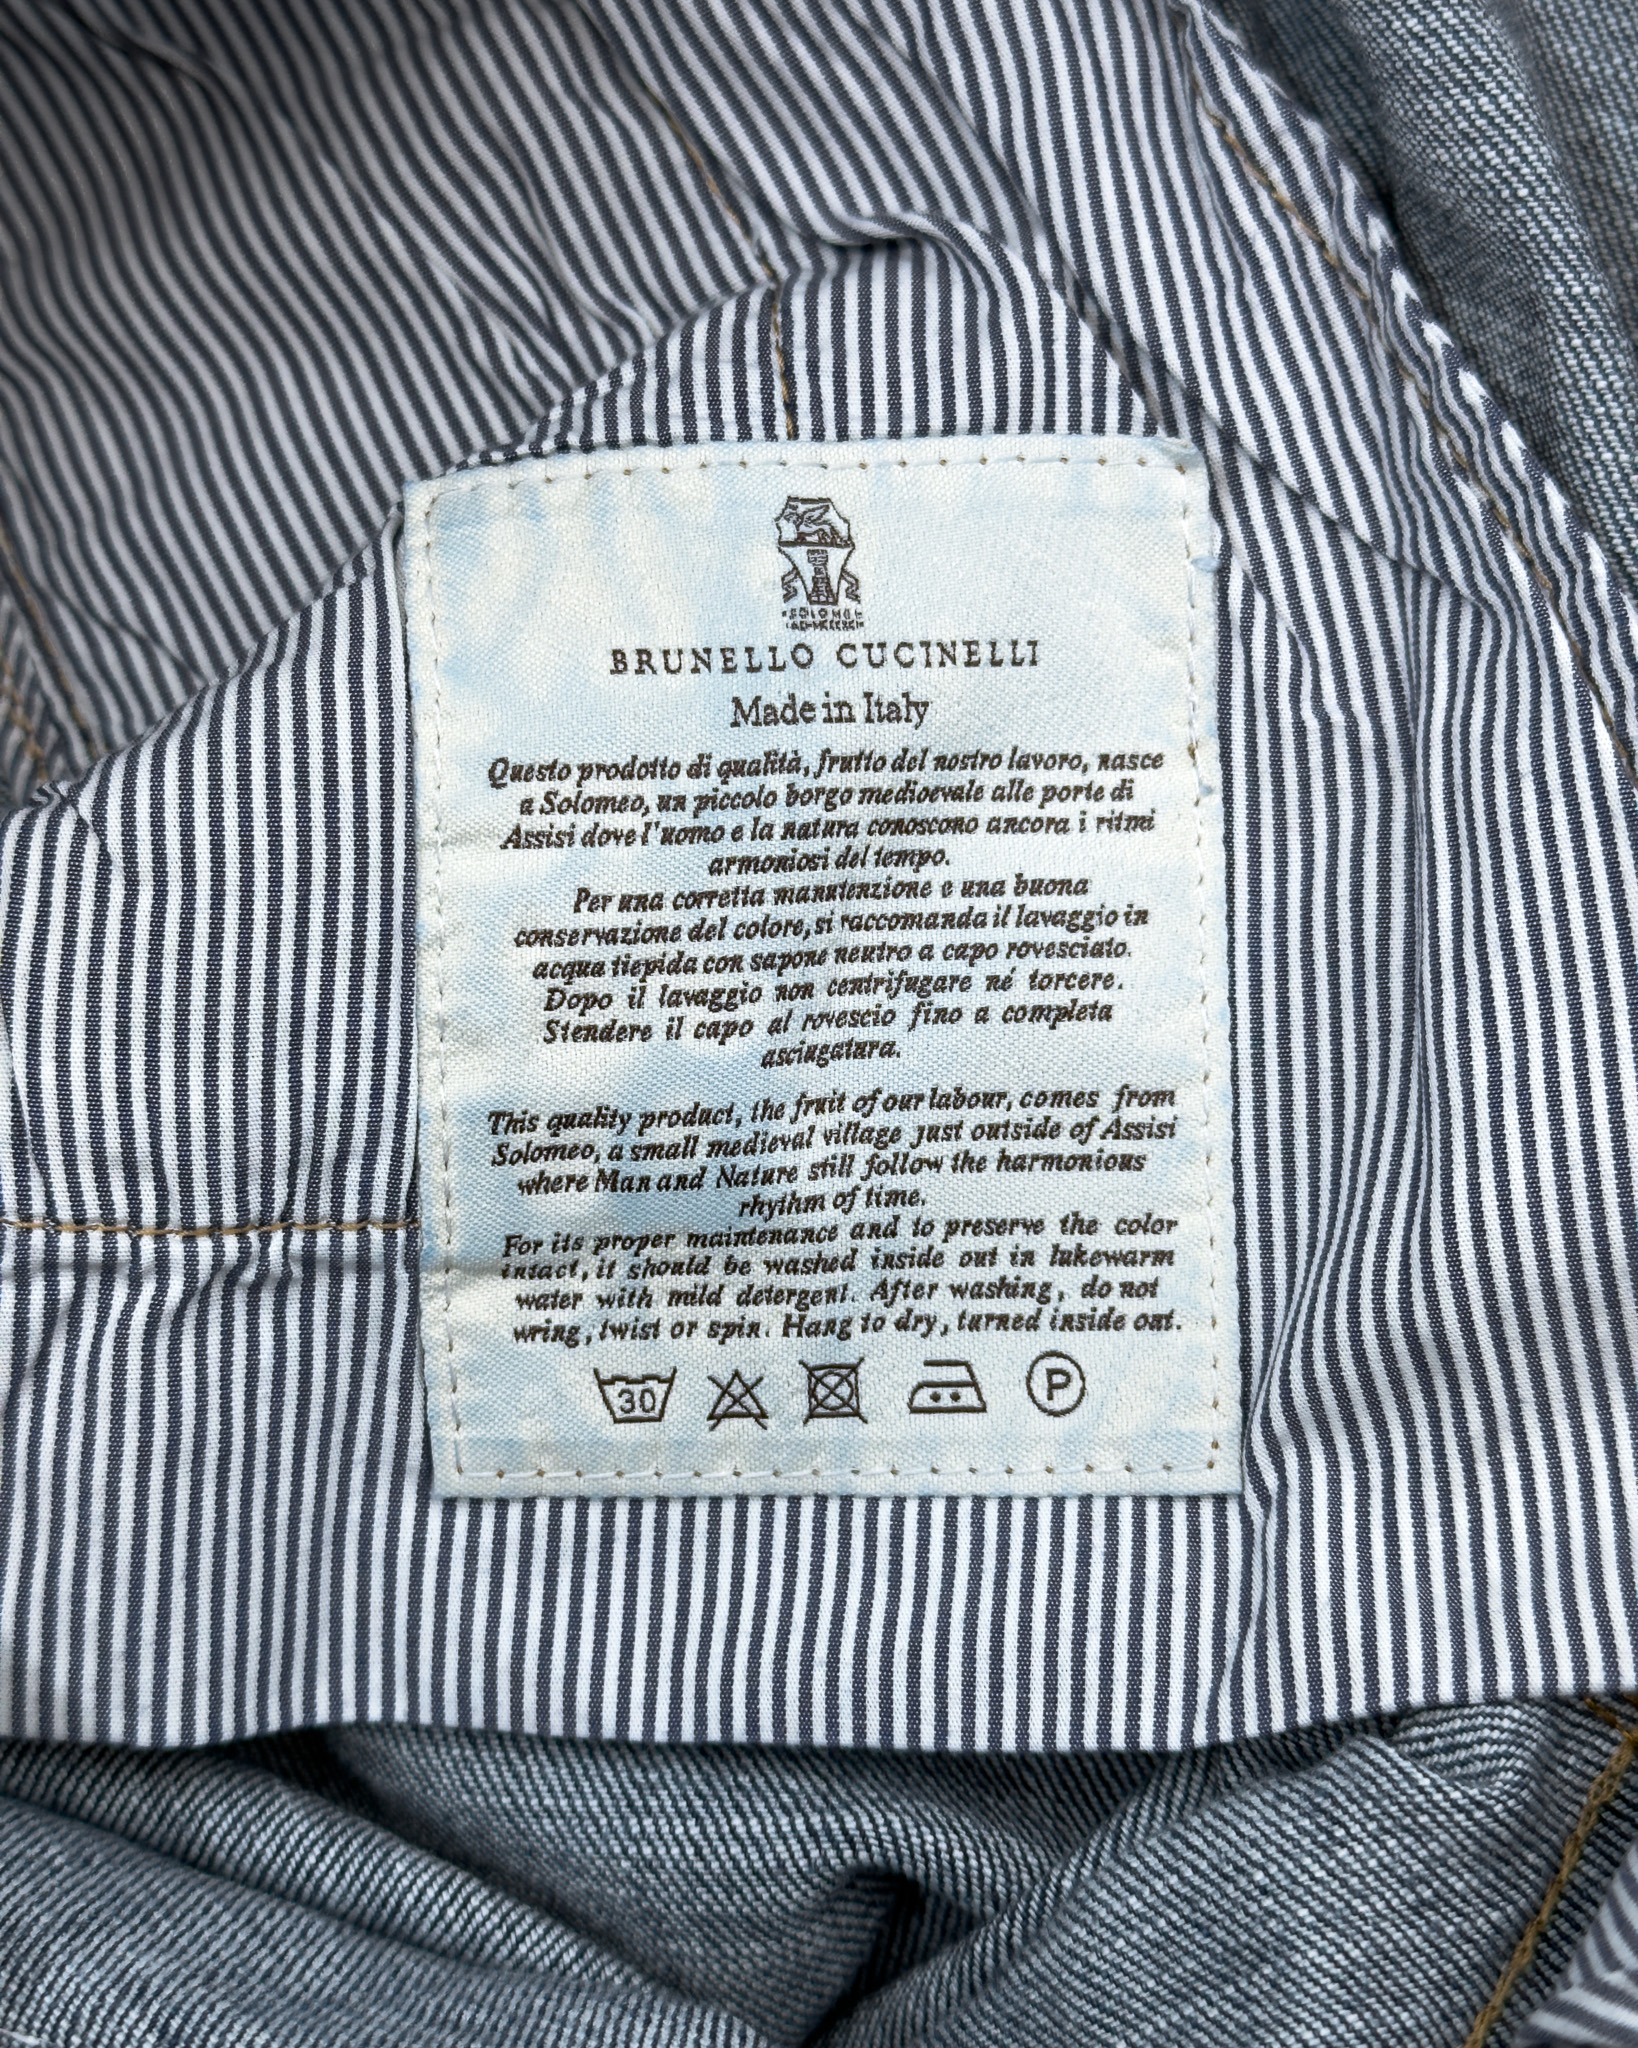 SOLOMEO
BRUNELLO CUCINELLI
Made in Italy
Questo prodotto di qualità, frutto del nostro lavoro, nasce
a Solomeo, un piccolo borgo medioevale alle porte di
Assisi dove l'uomo e la natura conoscono ancora i ritmi
armoniosi del tempo.
Per una corretta manutenzione e una buona
conservazione del colore, si raccomanda il lavaggio in
acqua tiepida con sapone neutro a capo rovesciato.
Dopo il lavaggio non centrifugare né torcere.
Stendere il capo al rovescio fino a completa
asciugatura.
This quality product, the fruit of our labour, comes from
Solomeo, a small medieval village just outside of Assisi
where Man and Nature still follow the harmonious
rhythm of time.
For its proper maintenance and to preserve the color
intact, it should be washed inside out in lukewarm
water with mild detergent. After washing, do not
wring, twist or spin. Hang to dry, turned inside out.
30 P